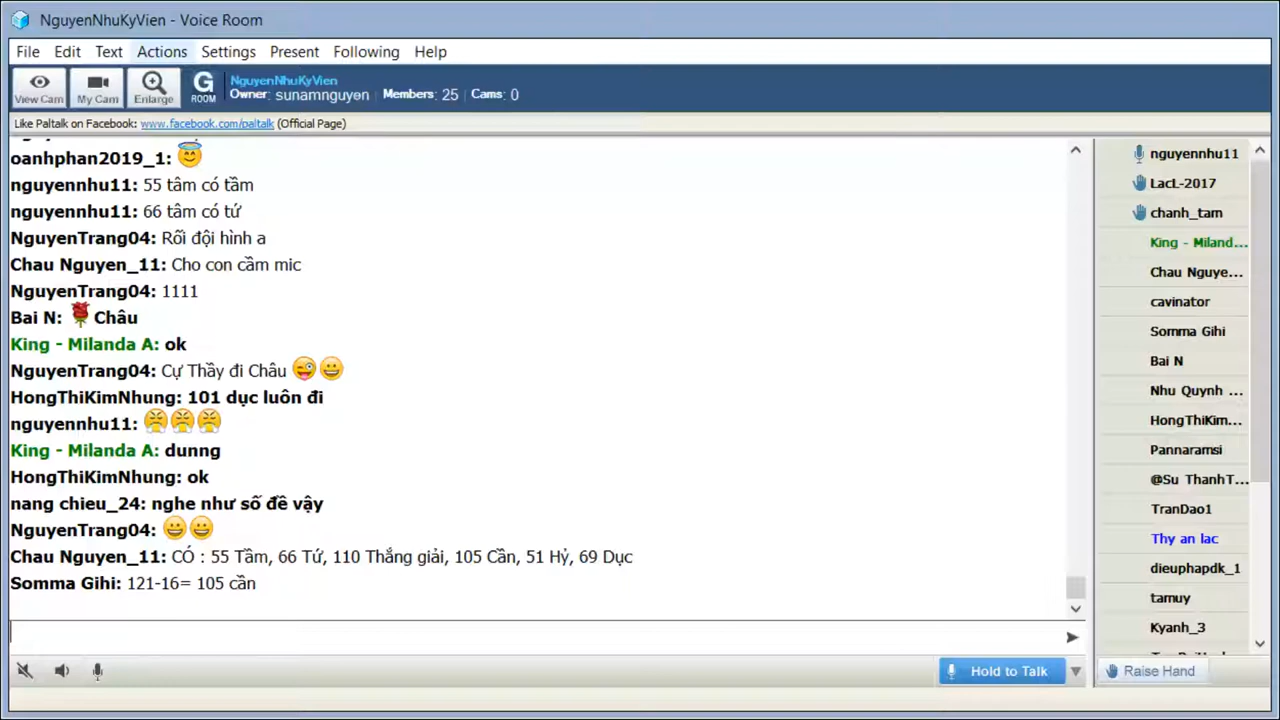 NguyenNhuKyVien - Voice Room
File Edit Text Actions Settings Present Following Help
View Cam My Cam Enlarge G ROOM
NguyenNhuKyVien
Owner: sunamnguyen Members: 25 Cams: 0
Like Paltalk on Facebook: www.facebook.com/paltalk (Official Page)
oanhphan2019_1:
nguyennhu11: 55 tâm có tầm
nguyennhu11: 66 tâm có tứ
NguyenTrang04: Rối đội hình a
Chau Nguyen_11: Cho con cầm mic
NguyenTrang04: 1111
Bai N: Châu
King - Milanda A: ok
NguyenTrang04: Cự Thầy đi Châu
HongThiKimNhung: 101 dục luôn đi
nguyennhu11:
King - Milanda A: dunng
HongThiKimNhung: ok
nang chieu_24: nghe như số đề vậy
NguyenTrang04:
Chau Nguyen_11: CÓ : 55 Tầm, 66 Tứ, 110 Thắng giải, 105 Cần, 51 Hỷ, 69 Dục
Somma Gihi: 121-16= 105 cần
nguyennhu11
LacL-2017
chanh_tam
King - Miland...
Chau Nguye...
cavinator
Somma Gihi
Bai N
Nhu Quynh ...
HongThiKim...
Pannaramsi
@Su ThanhT...
TranDao1
Thy an lac
dieuphapdk_1
tamuy
Kyanh_3
Hold to Talk
Raise Hand